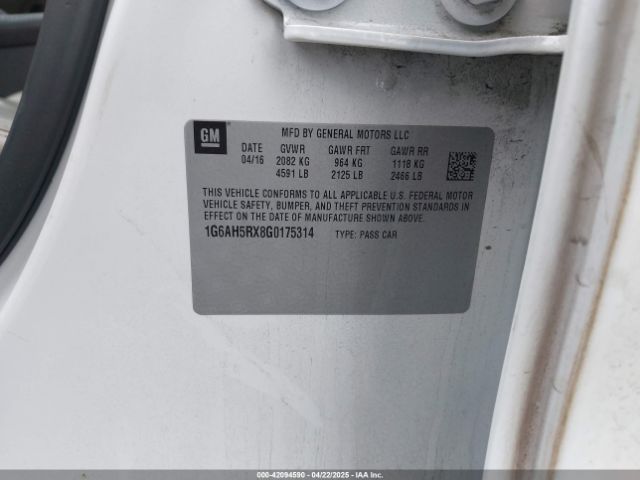 GM
MFD BY GENERAL MOTORS LLC
DATE GVWR GAWR FRT GAWR RR
04/16 2082 KG 964 KG 1118 KG
4591 LB 2125 LB 2466 LB
THIS VEHICLE CONFORMS TO ALL APPLICABLE U.S. FEDERAL MOTOR
VEHICLE SAFETY, BUMPER, AND THEFT PREVENTION STANDARDS IN
EFFECT ON THE DATE OF MANUFACTURE SHOWN ABOVE.
1G6AH5RX8G0175314 TYPE: PASS CAR
000-42094590 - 04/22/2025 - IAAI, Inc.